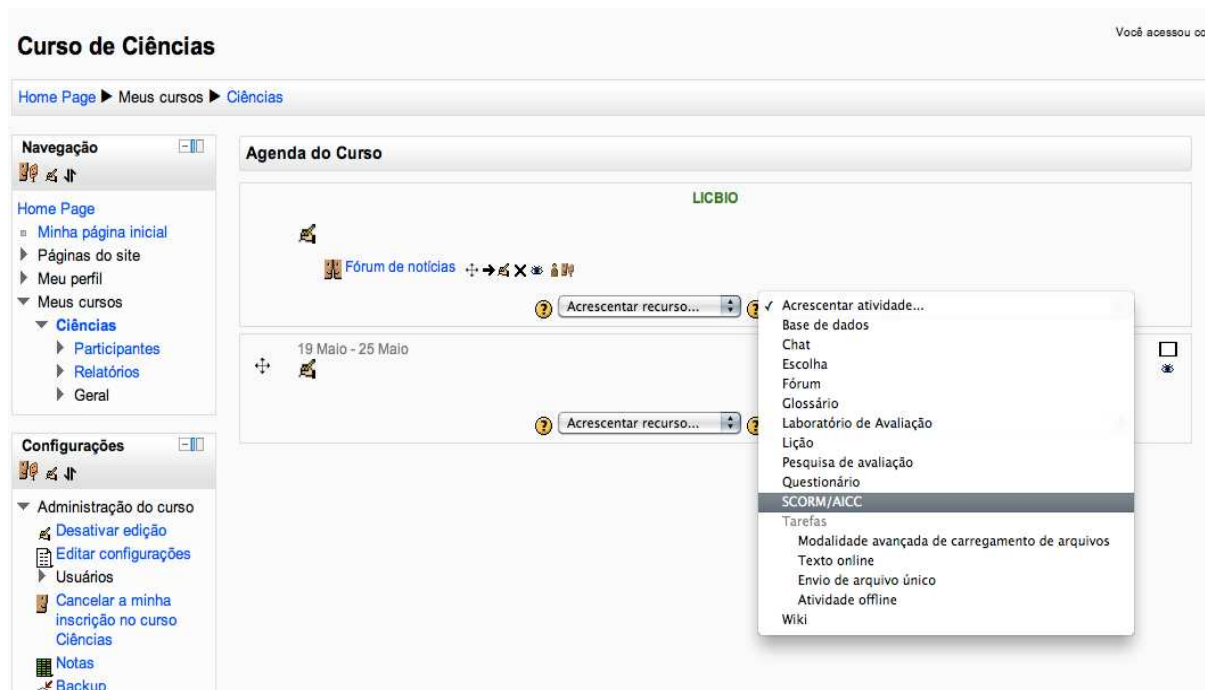 Curso de Ciências
Você acessou co
Home Page ▶ Meus cursos ▶ Ciências
Navegação
Home Page
Minha página inicial
Páginas do site
Meu perfil
Meus cursos
Ciências
Participantes
Relatórios
Geral
Configurações
Administração do curso
Desativar edição
Editar configurações
Usuários
Cancelar a minha
inscrição no curso
Ciências
Notas
Backup
Agenda do Curso
LICBIO
Fórum de notícias
Acrescentar recurso...
19 Maio - 25 Maio
Acrescentar recurso...
✓ Acrescentar atividade...
Base de dados
Chat
Escolha
Fórum
Glossário
Laboratório de Avaliação
Lição
Pesquisa de avaliação
Questionário
SCORM/AICC
Tarefas
Modalidade avançada de carregamento de arquivos
Texto online
Envio de arquivo único
Atividade offline
Wiki